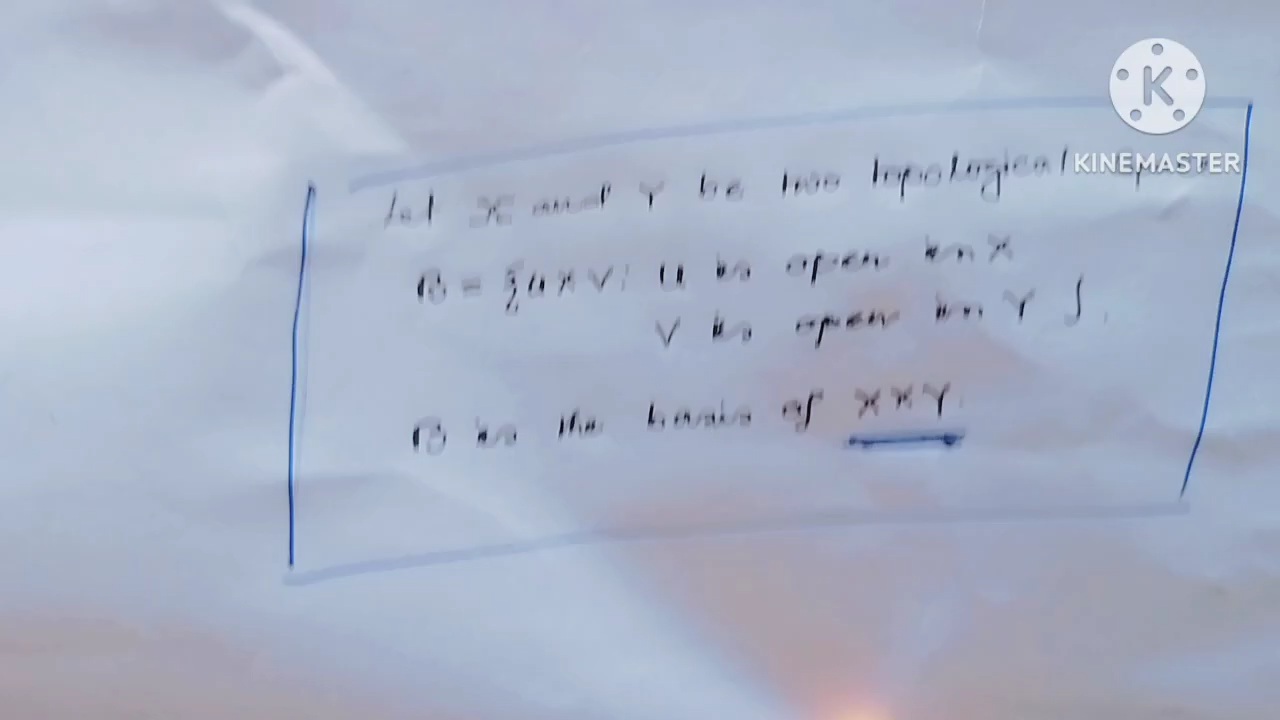 Let X and Y be two topological
B = {U X V : U is open in X
V is open in Y }.
B is the basis of X X Y.
KINEMASTER